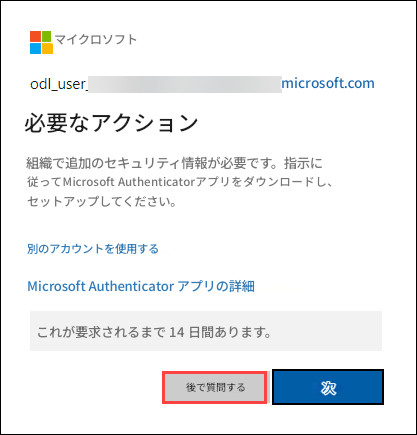 マイクロソフト
odl_user_ microsoft.com
必要なアクション
組織で追加のセキュリティ情報が必要です。指示に
従ってMicrosoft Authenticatorアプリをダウンロードし、
セットアップしてください。
別のアカウントを使用する
Microsoft Authenticator アプリの詳細
これが要求されるまで 14 日間あります。
後で質問する 次